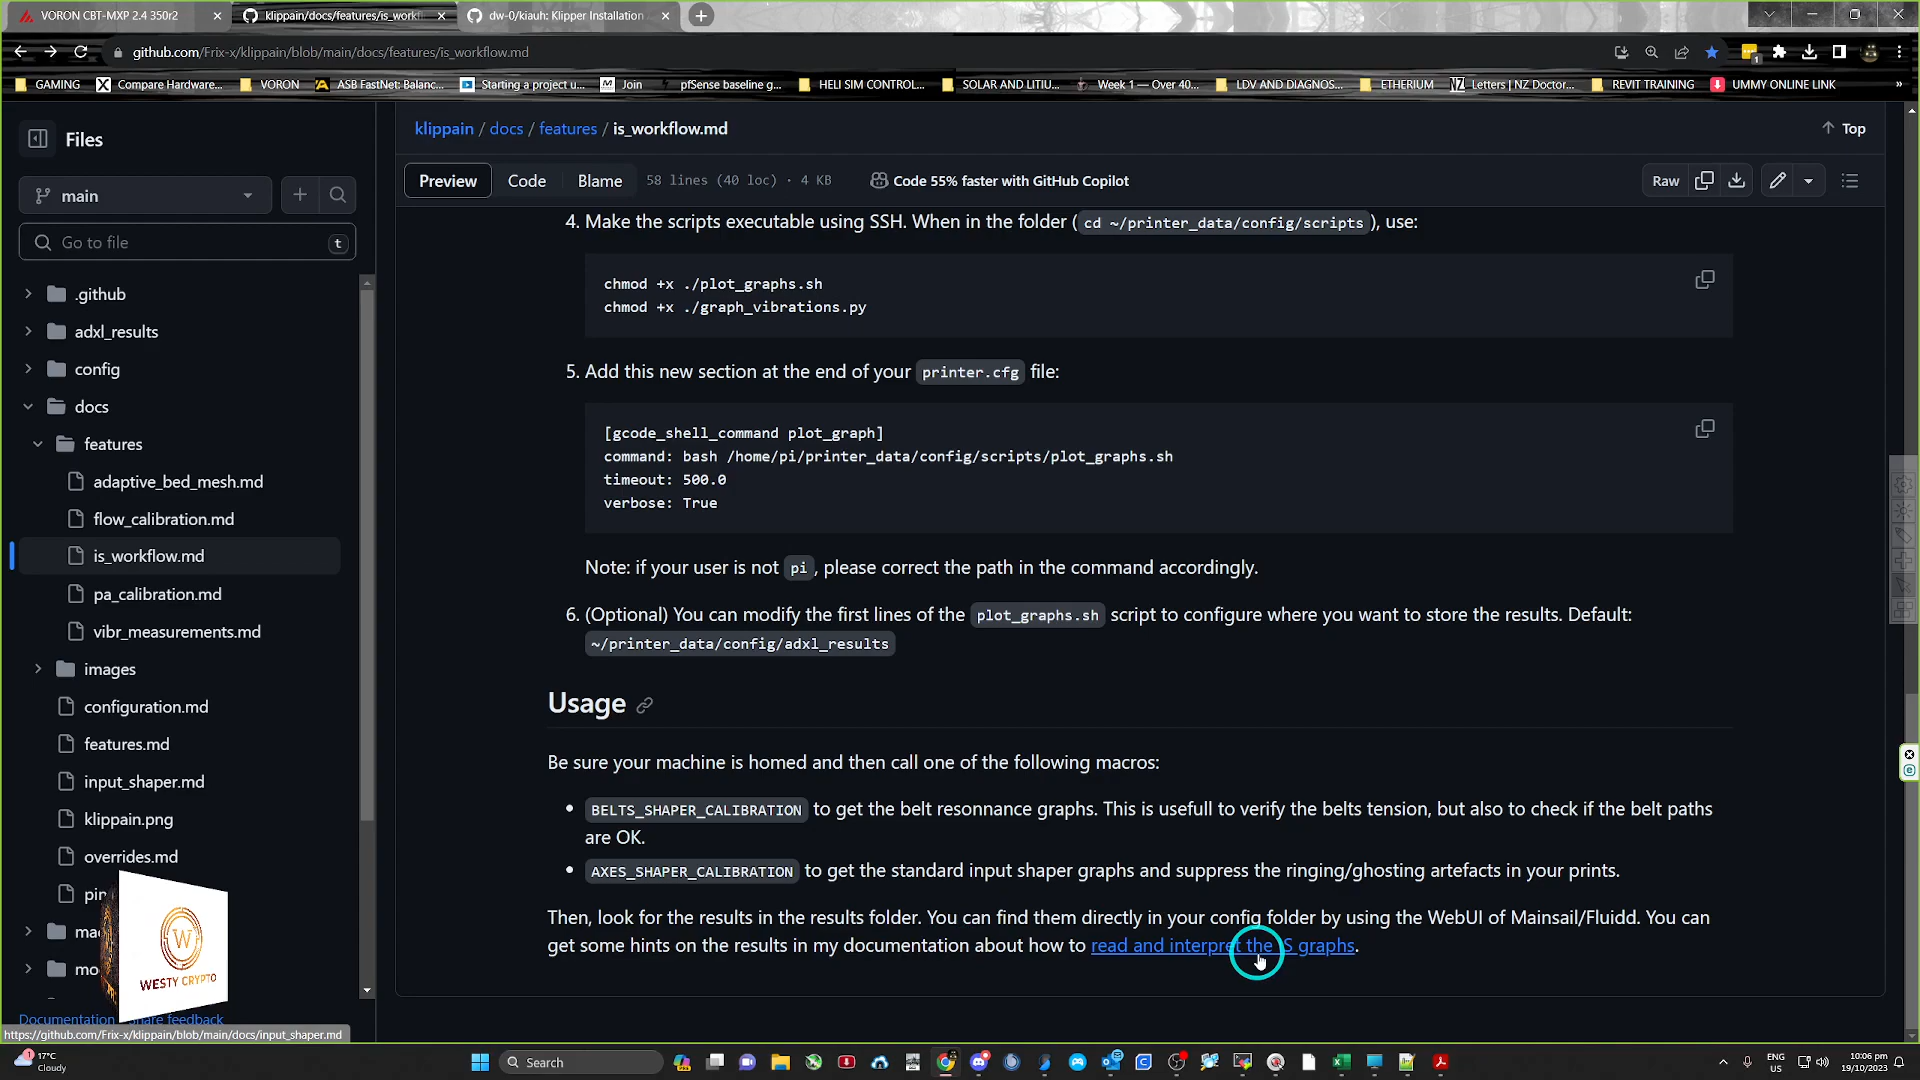 VORON CBT-MXP 2.4 350r2
klippain/docs/features/is_workfl
dw-0/kiauh: Klipper Installation
github.com/Frix-x/klippain/blob/main/docs/features/is_workflow.md
1
GAMING
Compare Hardware...
VORON
ASB FastNet: Balanc...
Starting a project u...
Join
pfSense baseline g...
HELI SIM CONTROL...
SOLAR AND LITIU...
Week 1 — Over 40...
LDV AND DIAGNOS...
ETHERIUM
Letters | NZ Doctor...
REVIT TRAINING
UMMY ONLINE LINK
»
Files
klippain / docs / features / is_workflow.md
Top
main
Preview
Code
Blame
58 lines (40 loc) · 4 KB
Code 55% faster with GitHub Copilot
Raw
Go to file
t
.github
adxl_results
config
docs
features
adaptive_bed_mesh.md
flow_calibration.md
is_workflow.md
pa_calibration.md
vibr_measurements.md
images
configuration.md
features.md
input_shaper.md
klippain.png
overrides.md
pin
mac
mo
Documentation
Share feedback
4. Make the scripts executable using SSH. When in the folder ( cd ~/printer_data/config/scripts ), use:
chmod +x ./plot_graphs.sh
chmod +x ./graph_vibrations.py
5. Add this new section at the end of your printer.cfg file:
[gcode_shell_command plot_graph]
command: bash /home/pi/printer_data/config/scripts/plot_graphs.sh
timeout: 500.0
verbose: True
Note: if your user is not pi , please correct the path in the command accordingly.
6. (Optional) You can modify the first lines of the plot_graphs.sh script to configure where you want to store the results. Default:
~/printer_data/config/adxl_results
Usage
Be sure your machine is homed and then call one of the following macros:
• BELTS_SHAPER_CALIBRATION to get the belt resonnance graphs. This is usefull to verify the belts tension, but also to check if the belt paths
are OK.
• AXES_SHAPER_CALIBRATION to get the standard input shaper graphs and suppress the ringing/ghosting artefacts in your prints.
Then, look for the results in the results folder. You can find them directly in your config folder by using the WebUI of Mainsail/Fluidd. You can
get some hints on the results in my documentation about how to read and interpret the IS graphs.
W
WESTY CRYPTO
https://github.com/Frix-x/klippain/blob/main/docs/input_shaper.md
17°C
Cloudy
Search
ENG
US
10:06 pm
19/10/2023